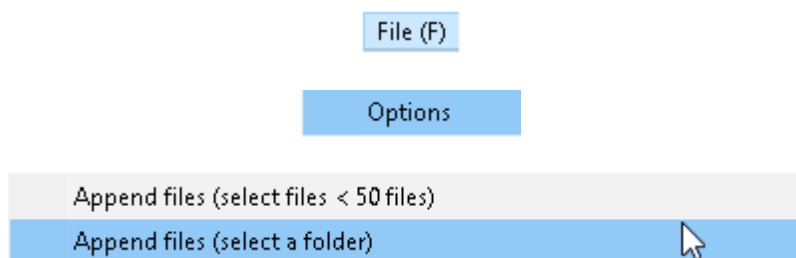 File (F)
Options
Append files (select files < 50 files)
Append files (select a folder)